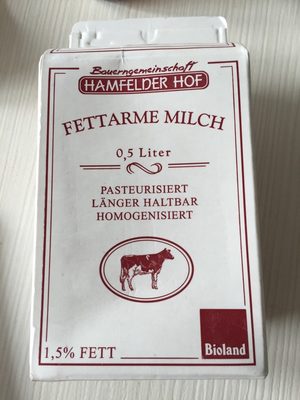 Bauerngemeinschaft
HAMFELDER HOF
FETTARME MILCH
0,5 Liter
PASTEURISIERT
LÄNGER HALTBAR
HOMOGENISIERT
1,5% FETT
Bioland